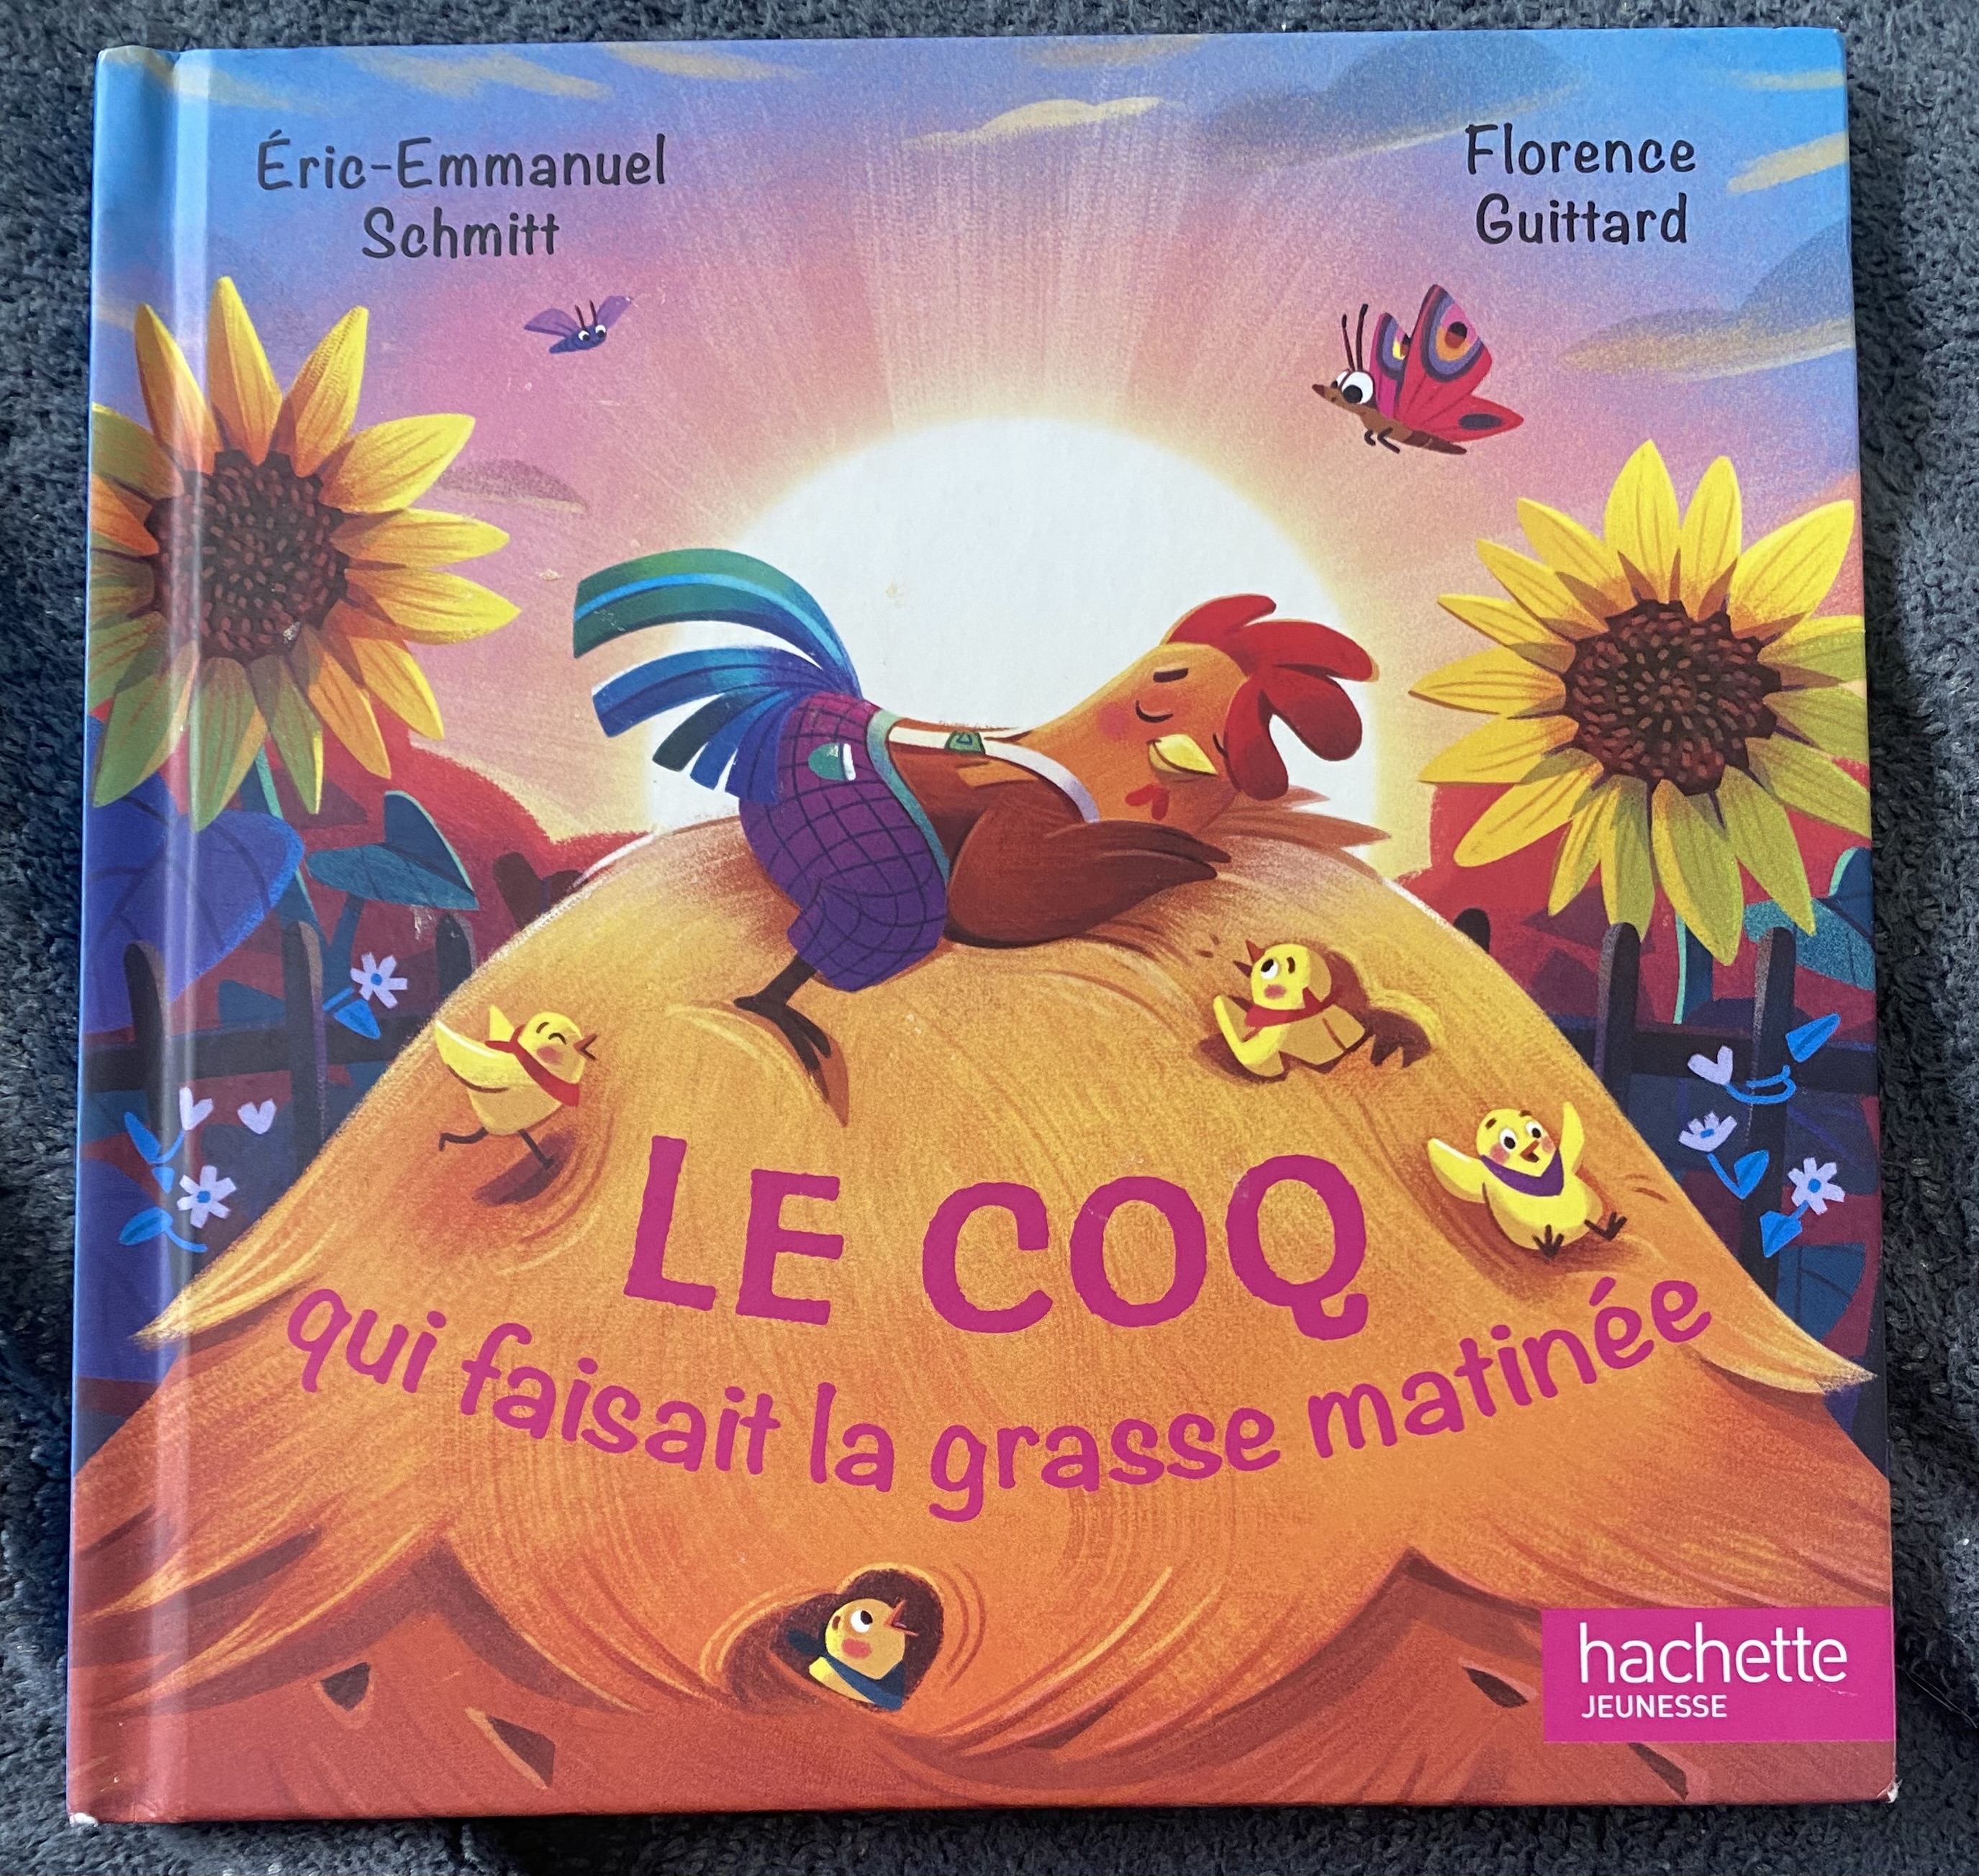 Éric-Emmanuel
Schmitt
Florence
Guittard
LE COQ
qui faisait la grasse matinée
hachette
JEUNESSE